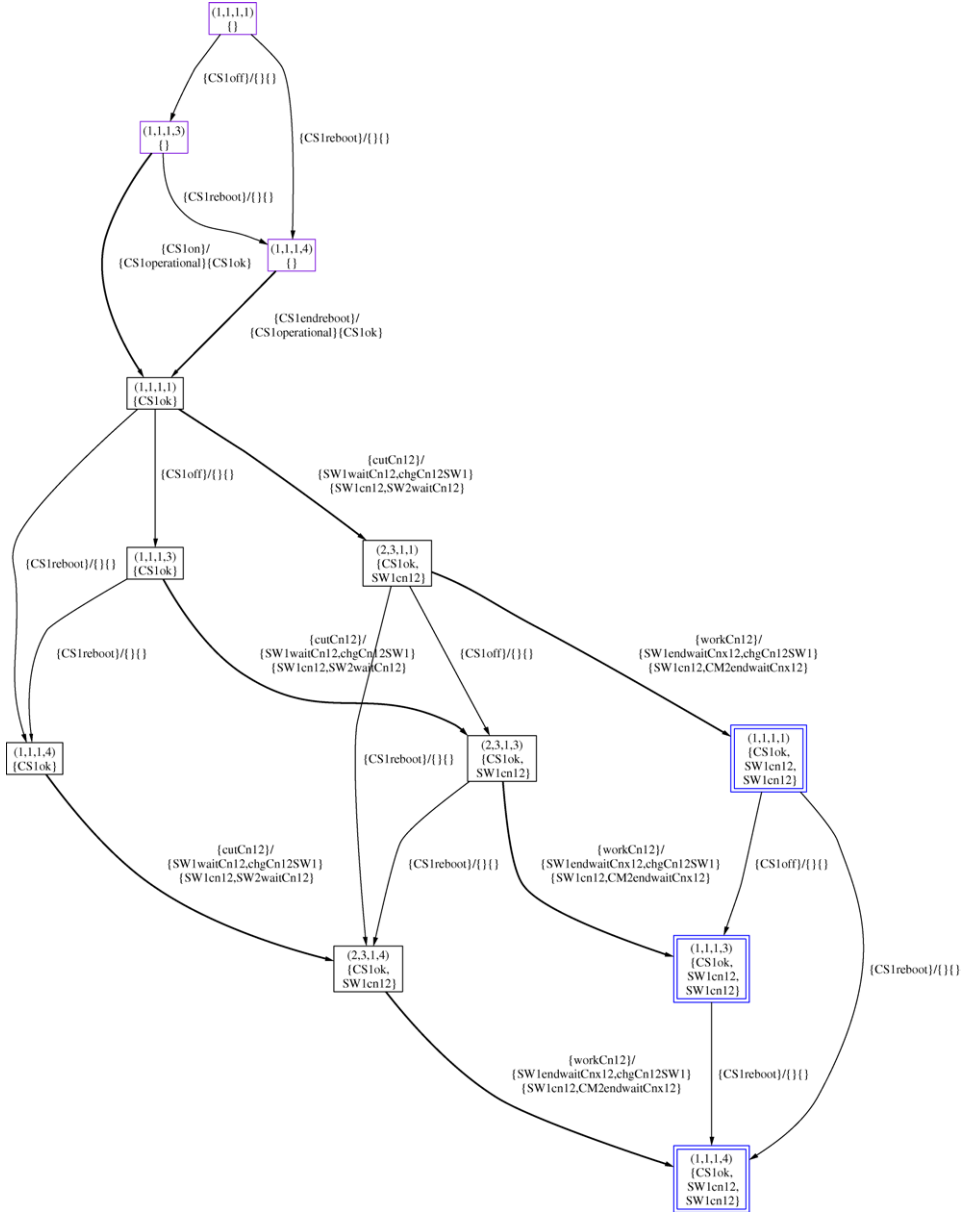 (1,1,1,1)
{}
{CS1off}/{}{}
(1,1,1,3)
{}
{CS1reboot}/{}{}
{CS1reboot}/{}{}
(1,1,1,4)
{}
{CS1on}/
{CS1operational}{CS1ok}
{CS1endreboot}/
{CS1operational}{CS1ok}
(1,1,1,1)
{CS1ok}
{CS1off}/{}{}
{cutCn12}/
{SW1waitCn12,chgCn12SW1}
{SW1cn12,SW2waitCn12}
{CS1reboot}/{}{}
(1,1,1,3)
{CS1ok}
(2,3,1,1)
{CS1ok,
SW1cn12}
{CS1reboot}/{}{}
{cutCn12}/
{SW1waitCn12,chgCn12SW1}
{SW1cn12,SW2waitCn12}
{CS1off}/{}{}
{workCn12}/
{SW1endwaitCnx12,chgCn12SW1}
{SW1cn12,CM2endwaitCnx12}
(1,1,1,4)
{CS1ok}
{CS1reboot}/{}{}
(2,3,1,3)
{CS1ok,
SW1cn12}
(1,1,1,1)
{CS1ok,
SW1cn12,
SW1cn12}
{cutCn12}/
{SW1waitCn12,chgCn12SW1}
{SW1cn12,SW2waitCn12}
{CS1reboot}/{}{}
{workCn12}/
{SW1endwaitCnx12,chgCn12SW1}
{SW1cn12,CM2endwaitCnx12}
{CS1off}/{}{}
(2,3,1,4)
{CS1ok,
SW1cn12}
(1,1,1,3)
{CS1ok,
SW1cn12,
SW1cn12}
{CS1reboot}/{}{}
{workCn12}/
{SW1endwaitCnx12,chgCn12SW1}
{SW1cn12,CM2endwaitCnx12}
{CS1reboot}/{}{}
(1,1,1,4)
{CS1ok,
SW1cn12,
SW1cn12}